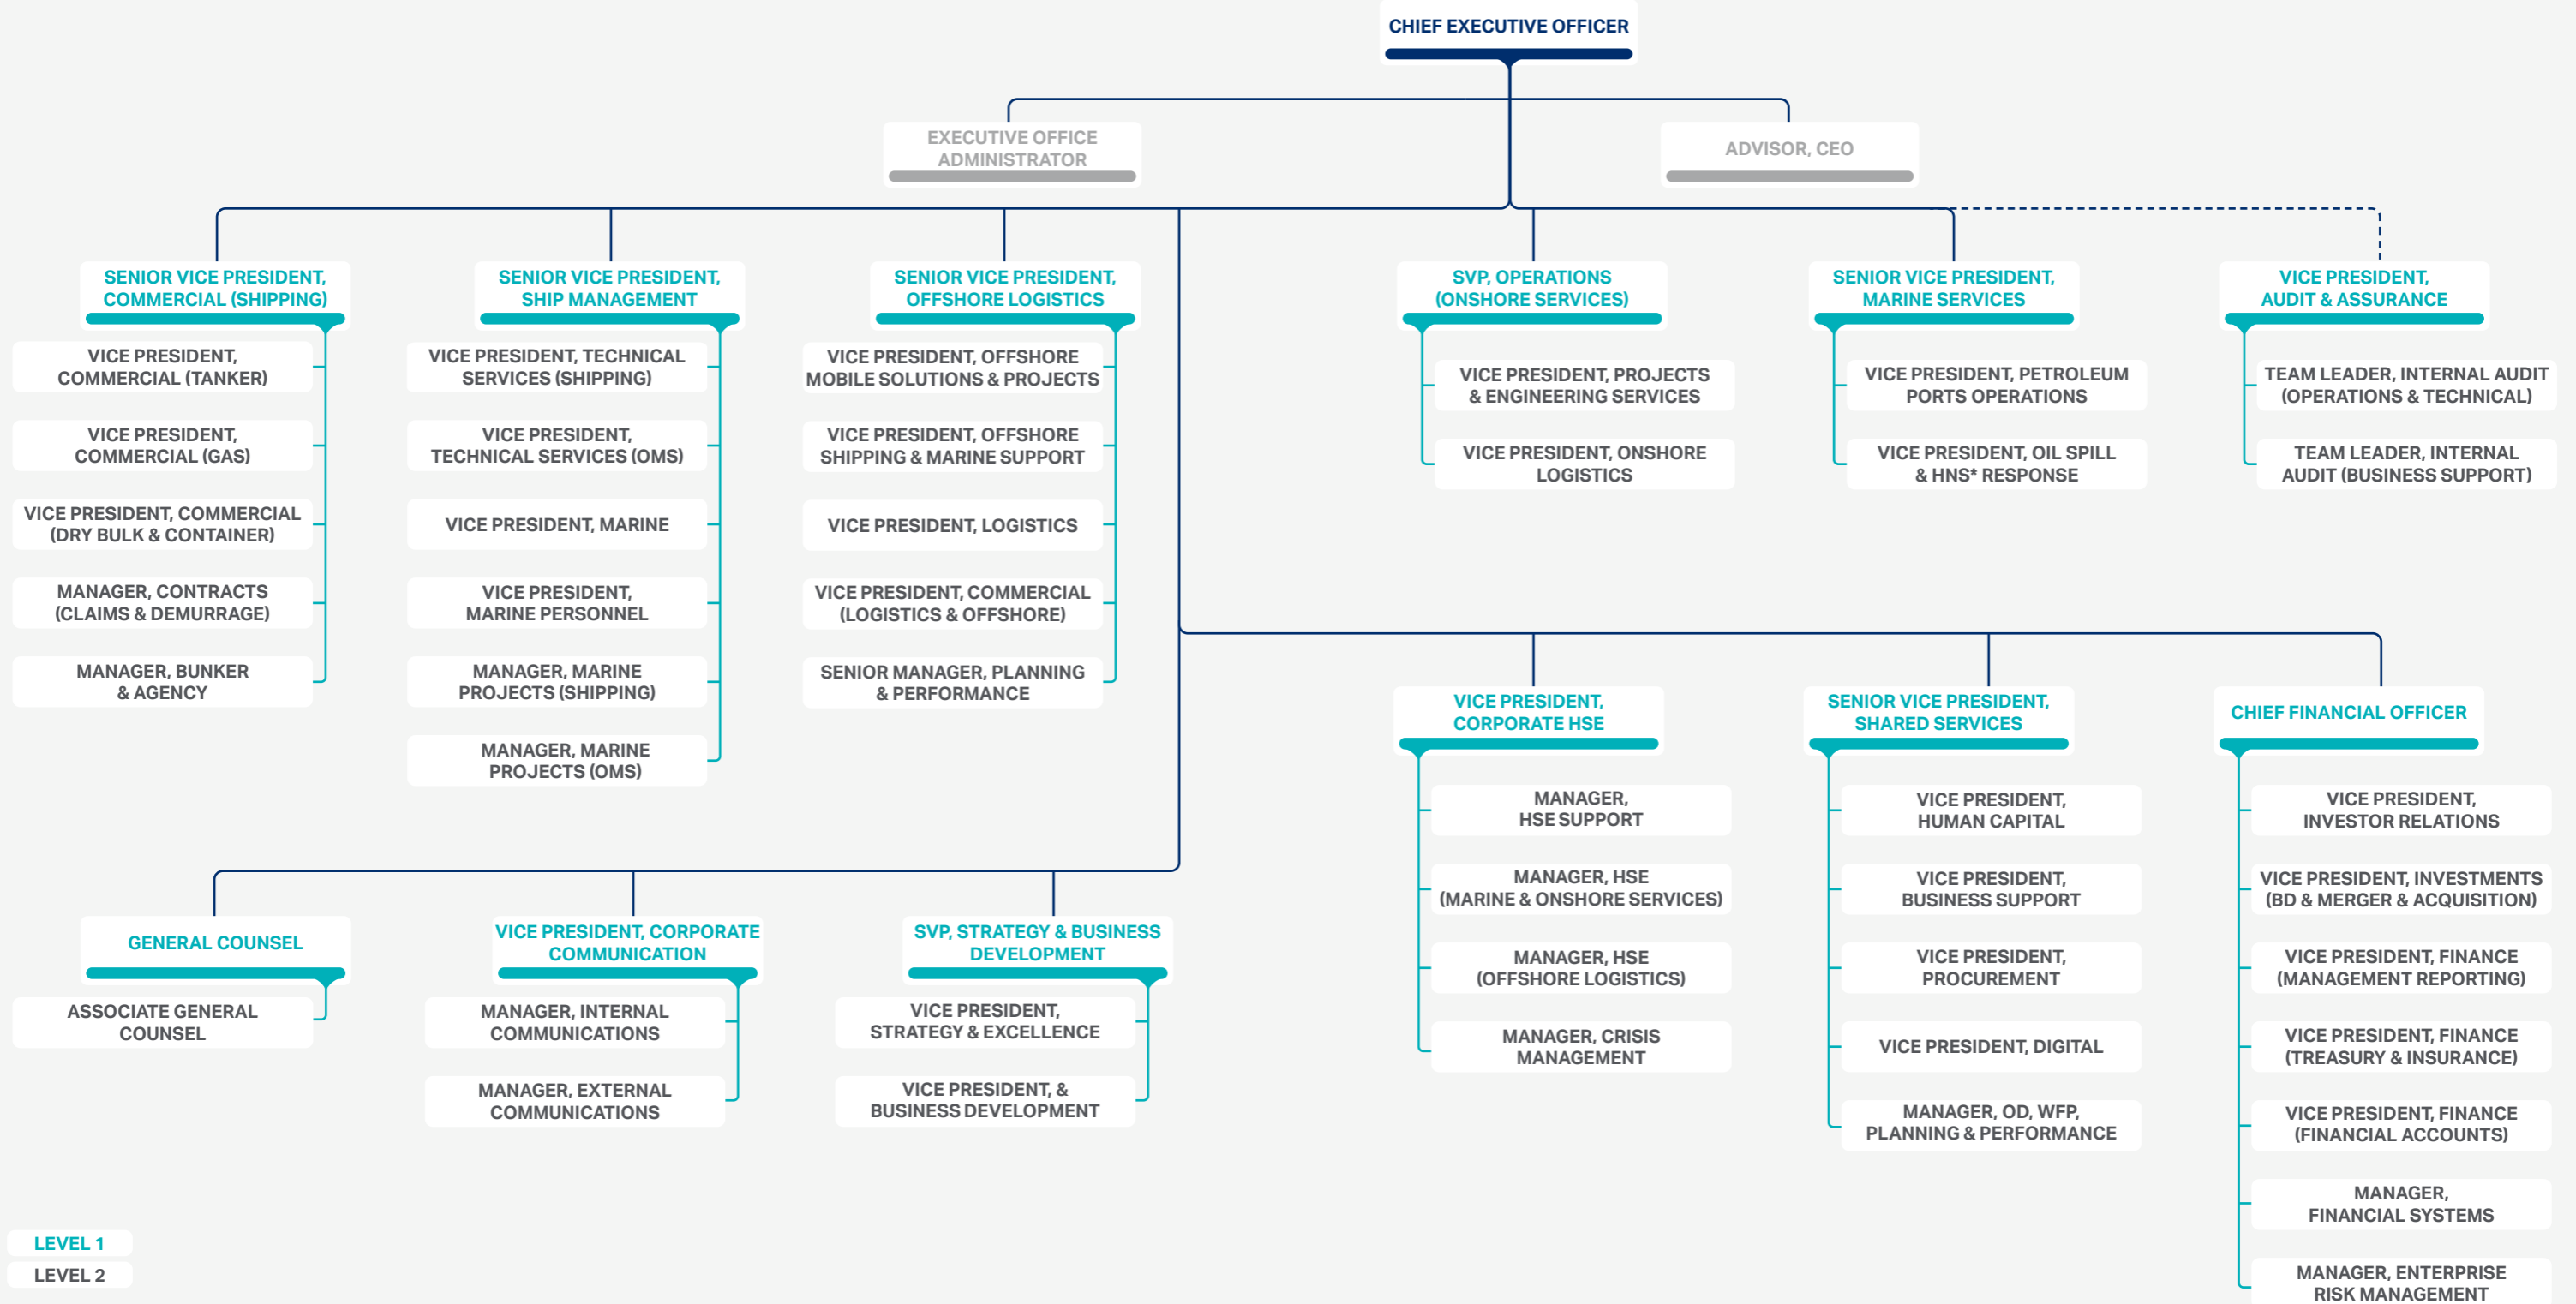 CHIEF EXECUTIVE OFFICER
EXECUTIVE OFFICE
ADMINISTRATOR
ADVISOR, CEO
SENIOR VICE PRESIDENT,
COMMERCIAL (SHIPPING)
VICE PRESIDENT,
COMMERCIAL (TANKER)
VICE PRESIDENT,
COMMERCIAL (GAS)
VICE PRESIDENT, COMMERCIAL
(DRY BULK & CONTAINER)
MANAGER, CONTRACTS
(CLAIMS & DEMURRAGE)
MANAGER, BUNKER
& AGENCY
SENIOR VICE PRESIDENT,
SHIP MANAGEMENT
VICE PRESIDENT, TECHNICAL
SERVICES (SHIPPING)
VICE PRESIDENT,
TECHNICAL SERVICES (OMS)
VICE PRESIDENT, MARINE
VICE PRESIDENT,
MARINE PERSONNEL
MANAGER, MARINE
PROJECTS (SHIPPING)
MANAGER, MARINE
PROJECTS (OMS)
SENIOR VICE PRESIDENT,
OFFSHORE LOGISTICS
VICE PRESIDENT, OFFSHORE
MOBILE SOLUTIONS & PROJECTS
VICE PRESIDENT, OFFSHORE
SHIPPING & MARINE SUPPORT
VICE PRESIDENT, LOGISTICS
VICE PRESIDENT, COMMERCIAL
(LOGISTICS & OFFSHORE)
SENIOR MANAGER, PLANNING
& PERFORMANCE
SVP, OPERATIONS
(ONSHORE SERVICES)
VICE PRESIDENT, PROJECTS
& ENGINEERING SERVICES
VICE PRESIDENT, ONSHORE
LOGISTICS
SENIOR VICE PRESIDENT,
MARINE SERVICES
VICE PRESIDENT, PETROLEUM
PORTS OPERATIONS
VICE PRESIDENT, OIL SPILL
& HNS* RESPONSE
VICE PRESIDENT,
AUDIT & ASSURANCE
TEAM LEADER, INTERNAL AUDIT
(OPERATIONS & TECHNICAL)
TEAM LEADER, INTERNAL
AUDIT (BUSINESS SUPPORT)
GENERAL COUNSEL
ASSOCIATE GENERAL
COUNSEL
VICE PRESIDENT, CORPORATE
COMMUNICATION
MANAGER, INTERNAL
COMMUNICATIONS
MANAGER, EXTERNAL
COMMUNICATIONS
SVP, STRATEGY & BUSINESS
DEVELOPMENT
VICE PRESIDENT,
STRATEGY & EXCELLENCE
VICE PRESIDENT, &
BUSINESS DEVELOPMENT
VICE PRESIDENT,
CORPORATE HSE
MANAGER,
HSE SUPPORT
MANAGER, HSE
(MARINE & ONSHORE SERVICES)
MANAGER, HSE
(OFFSHORE LOGISTICS)
MANAGER, CRISIS
MANAGEMENT
SENIOR VICE PRESIDENT,
SHARED SERVICES
VICE PRESIDENT,
HUMAN CAPITAL
VICE PRESIDENT,
BUSINESS SUPPORT
VICE PRESIDENT,
PROCUREMENT
VICE PRESIDENT, DIGITAL
MANAGER, OD, WFP,
PLANNING & PERFORMANCE
CHIEF FINANCIAL OFFICER
VICE PRESIDENT,
INVESTOR RELATIONS
VICE PRESIDENT, INVESTMENTS
(BD & MERGER & ACQUISITION)
VICE PRESIDENT, FINANCE
(MANAGEMENT REPORTING)
VICE PRESIDENT, FINANCE
(TREASURY & INSURANCE)
VICE PRESIDENT, FINANCE
(FINANCIAL ACCOUNTS)
MANAGER,
FINANCIAL SYSTEMS
MANAGER, ENTERPRISE
RISK MANAGEMENT
LEVEL 1
LEVEL 2